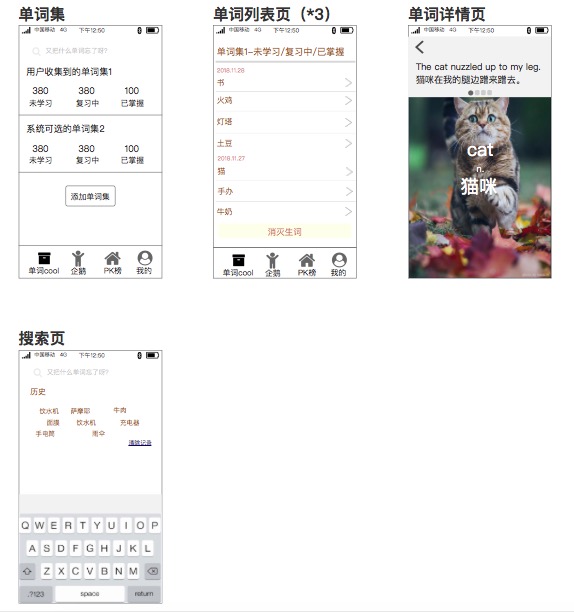 单词集
中国移动 4G 下午12:50
又把什么单词忘了呀?
用户收集到的单词集1
380 380 100
未学习 复习中 已掌握
系统可选的单词集2
380 380 100
未学习 复习中 已掌握
添加单词集
单词cool 企鹅 PK榜 我的
单词列表页（*3）
中国移动 4G 下午12:50
单词集1-未学习/复习中/已掌握
2018.11.28
书
火鸡
灯塔
土豆
2018.11.27
猫
手办
牛奶
消灭生词
单词cool 企鹅 PK榜 我的
单词详情页
中国移动 4G 下午12:50
The cat nuzzled up to my leg.
猫咪在我的腿边蹭来蹭去。
cat
n.
猫咪
搜索页
中国移动 4G 下午12:50
又把什么单词忘了呀?
历史
饮水机 萨摩耶 牛肉
面膜 饮水机 充电器
手电筒 雨伞
清除记录
Q W E R T Y U I O P
A S D F G H J K L
Z X C V B N M
.?123 space return